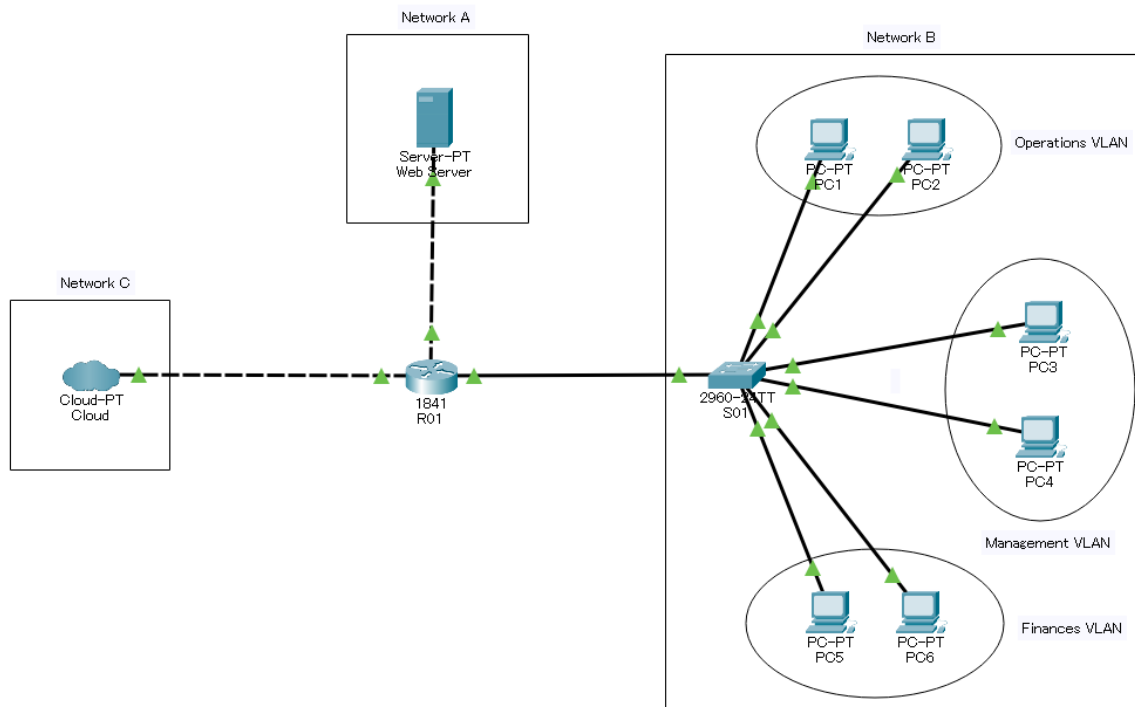 Network A
Network B
Server-PT
Web Server
PC-PT
PC1
PC-PT
PC2
Operations VLAN
Network C
Cloud-PT
Cloud
1841
R01
2960-24TT
S01
PC-PT
PC3
PC-PT
PC4
Management VLAN
PC-PT
PC5
PC-PT
PC6
Finances VLAN